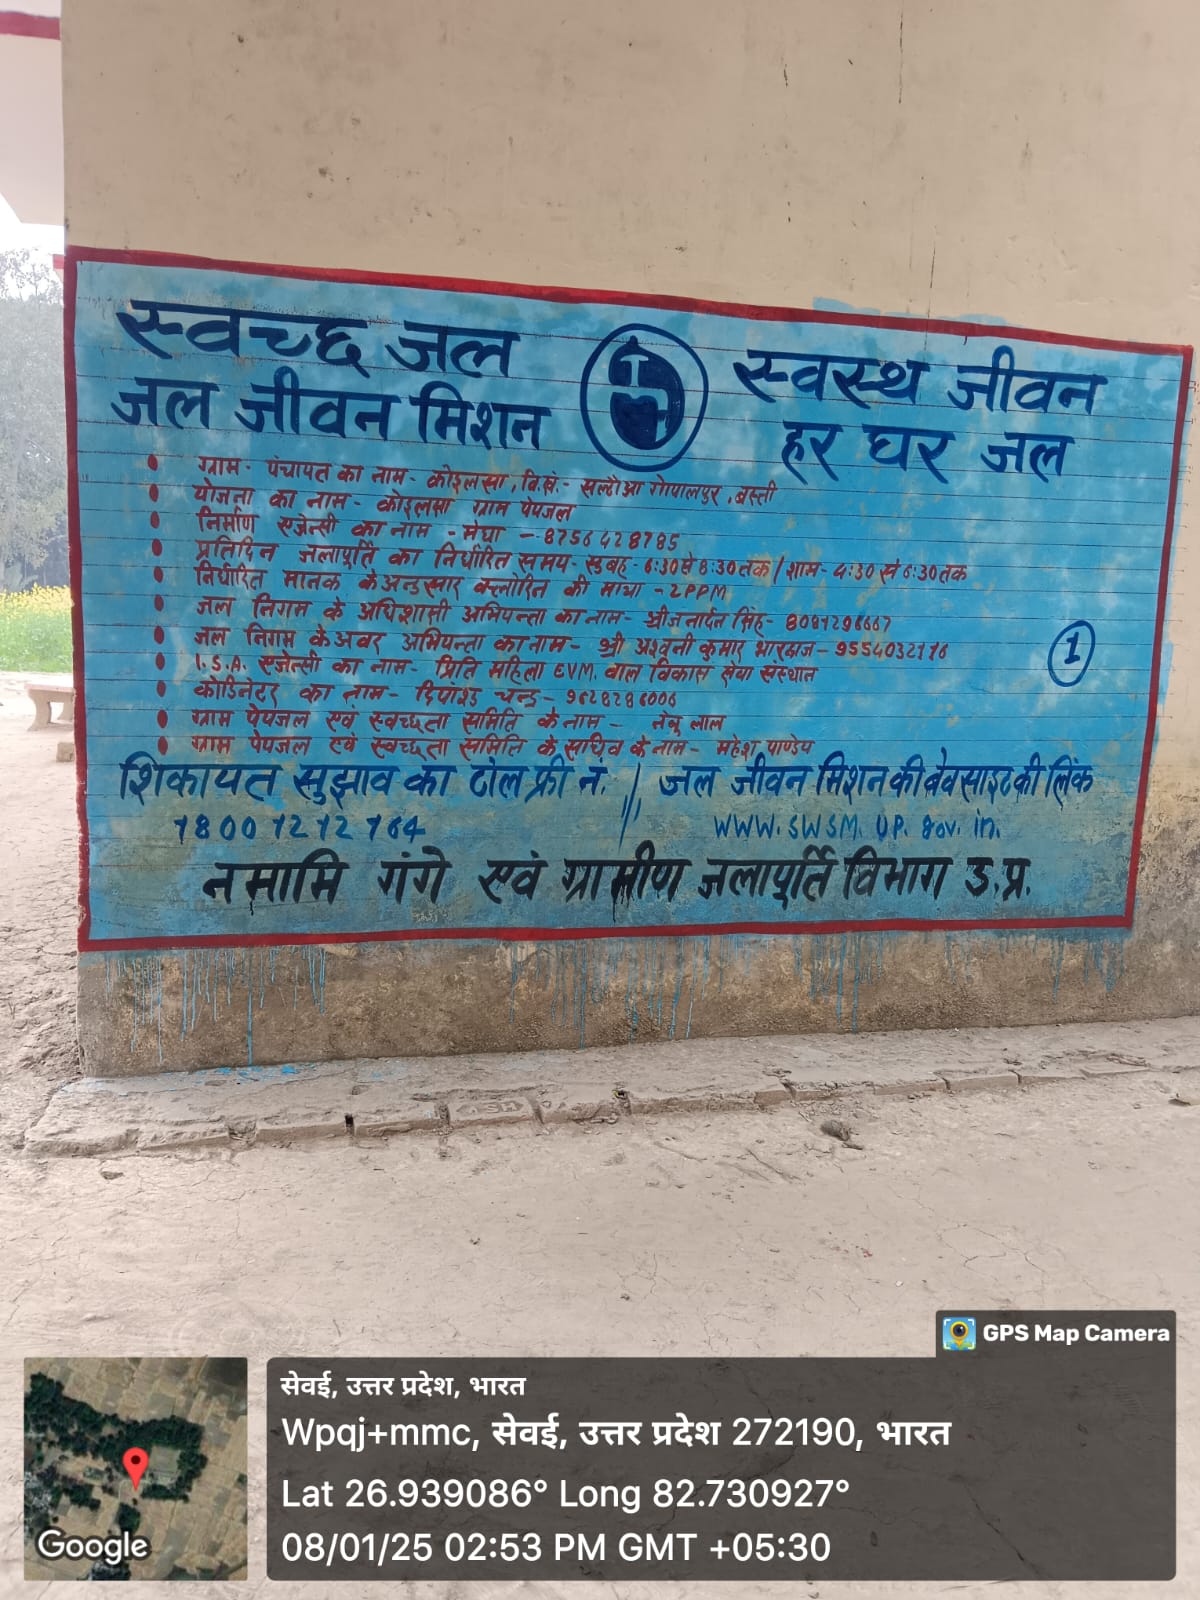 स्वच्छ जल
स्वस्थ जीवन
जल जीवन मिशन
हर घर जल
ग्राम- पंचायत का नाम- कोइलसा, वि.खं.- सल्टौआ गोपालपुर, बस्ती
योजना का नाम- कोइलसा ग्राम पेयजल
निर्माण एजेन्सी का नाम - मेघा - 8756428785
प्रतिदिन जलापूर्ति का निर्धारित समय- सुबह- 6:30 से 8:30 तक / शाम- 4:30 से 6:30 तक
निर्धारित मानक के अनुसार क्लोरिन की मात्रा - 2PPM
जल निगम के अधिशासी अभियन्ता का नाम- श्री जनार्दन सिंह-
जल निगम के अवर अभियन्ता का नाम- श्री अश्वनी कुमार भारद्वाज-
I.S.A. एजेन्सी का नाम- प्रिति महिला EVM. बाल विकास सेवा संस्थान
कोडिनेटर का नाम- चन्द्र- 9628286006
ग्राम पेयजल एवं स्वच्छता समिति के नाम - नेबू लाल
ग्राम पेयजल एवं स्वच्छता समिति के सचिव के नाम- महेश पाण्डेय
1
शिकायत सुझाव का टोल फ्री नं. // जल जीवन मिशन की वेबसाइट की लिंक
1800 1212 164
WWW. SWSM. UP. gov. in.
नमामि गंगे एवं ग्रामीण जलापूर्ति विभाग उ.प्र.
GPS Map Camera
सेवई, उत्तर प्रदेश, भारत
Wpqj+mmc, सेवई, उत्तर प्रदेश 272190, भारत
Lat 26.939086° Long 82.730927°
08/01/25 02:53 PM GMT +05:30
Google